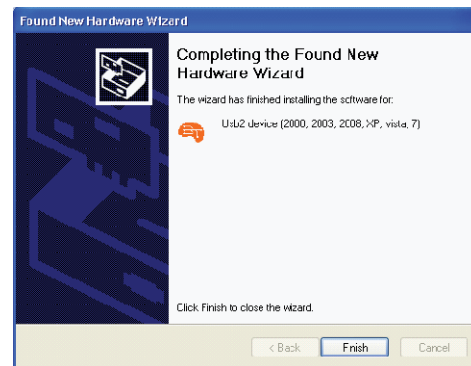 Found New Hardware Wizard
Completing the Found New
Hardware Wizard
The wizard has finished installing the software for:
Usb2 device (2000, 2003, 2008, XP, vista, 7)
Click Finish to close the wizard.
< Back
Finish
Cancel